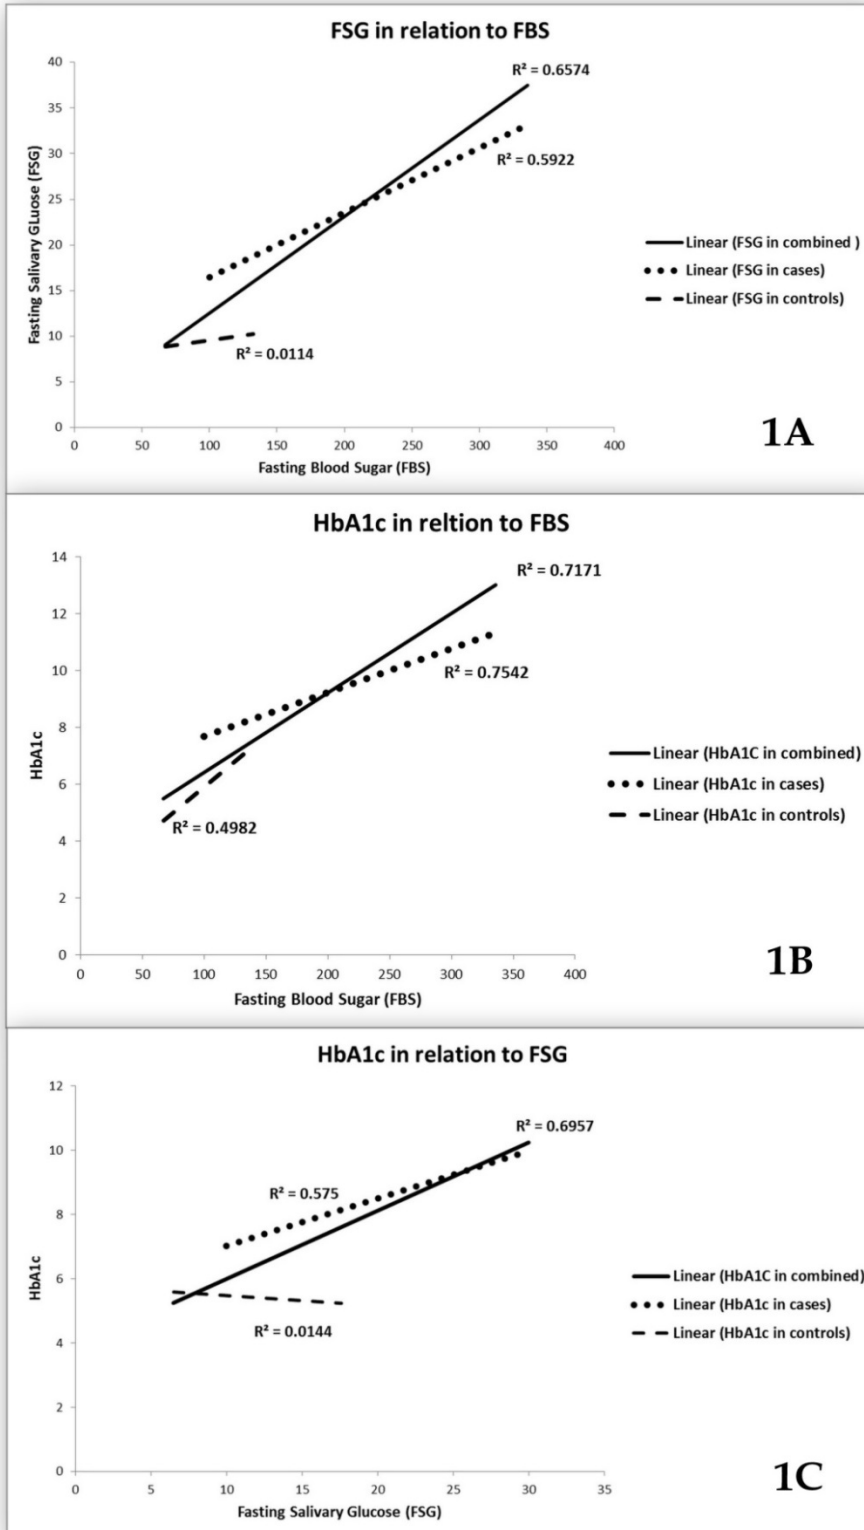 FSG in relation to FBS
40
35
30
25
20
15
10
5
0
Fasting Salivary GLuose (FSG)
R² = 0.6574
R² = 0.5922
R² = 0.0114
Linear (FSG in combined )
Linear (FSG in cases)
Linear (FSG in controls)
0 50 100 150 200 250 300 350 400
Fasting Blood Sugar (FBS)
1A
HbA1c in reltion to FBS
14
12
10
8
6
4
2
0
HbA1c
R² = 0.7171
R² = 0.7542
R² = 0.4982
Linear (HbA1C in combined)
Linear (HbA1c in cases)
Linear (HbA1c in controls)
0 50 100 150 200 250 300 350 400
Fasting Blood Sugar (FBS)
1B
HbA1c in relation to FSG
12
10
8
6
4
2
0
HbA1c
R² = 0.6957
R² = 0.575
R² = 0.0144
Linear (HbA1C in combined)
Linear (HbA1c in cases)
Linear (HbA1c in controls)
0 5 10 15 20 25 30 35
Fasting Salivary Glucose (FSG)
1C